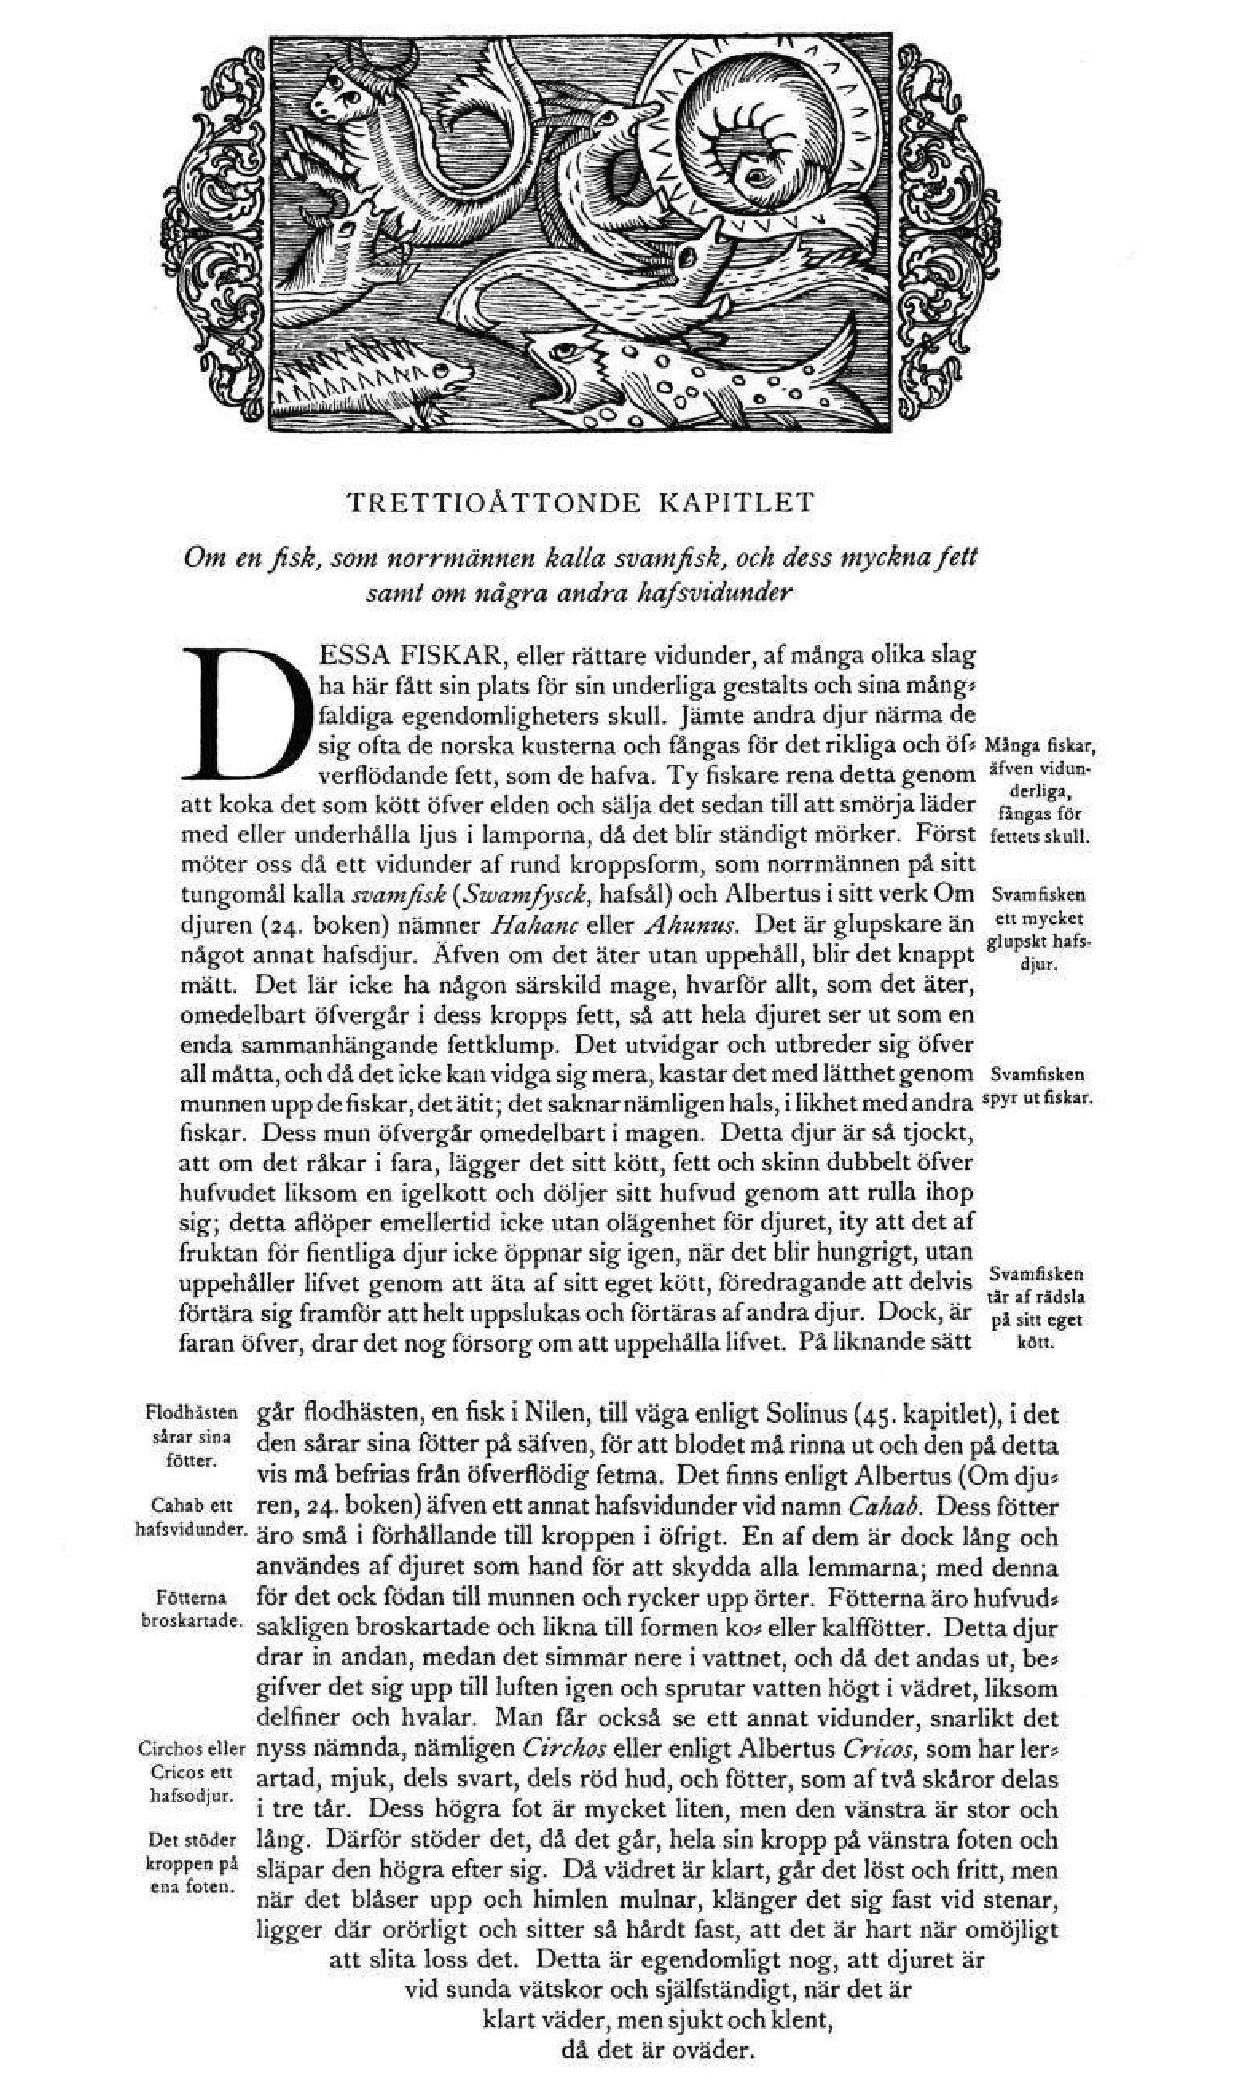 TRETTIOÅTTONDE KAPITLET
Om en fisk, som norrmännen kalla svamfisk, och dess myckna fett
samt om några andra hafsvidunder
DESSA FISKAR, eller rättare vidunder, af många olika slag
ha här fått sin plats för sin underliga gestalts och sina mång⸗
faldiga egendomligheters skull. Jämte andra djur närma de
sig ofta de norska kusterna och fångas för det rikliga och öf⸗
verflödande fett, som de hafva. Ty fiskare rena detta genom
att koka det som kött öfver elden och sälja det sedan till att smörja läder
med eller underhålla ljus i lamporna, då det blir ständigt mörker. Först
möter oss då ett vidunder af rund kroppsform, som norrmännen på sitt
tungomål kalla svamfisk (Swamfysck, hafsål) och Albertus i sitt verk Om
djuren (24. boken) nämner Hahanc eller Ahunus. Det är glupskare än
något annat hafsdjur. Äfven om det äter utan uppehåll, blir det knappt
mätt. Det lär icke ha någon särskild mage, hvarför allt, som det äter,
omedelbart öfvergår i dess kropps fett, så att hela djuret ser ut som en
enda sammanhängande fettklump. Det utvidgar och utbreder sig öfver
all måtta, och då det icke kan vidga sig mera, kastar det med lätthet genom
munnen upp de fiskar, det ätit; det saknar nämligen hals, i likhet med andra
fiskar. Dess mun öfvergår omedelbart i magen. Detta djur är så tjockt,
att om det råkar i fara, lägger det sitt kött, fett och skinn dubbelt öfver
hufvudet liksom en igelkott och döljer sitt hufvud genom att rulla ihop
sig; detta aflöper emellertid icke utan olägenhet för djuret, ity att det af
fruktan för fientliga djur icke öppnar sig igen, när det blir hungrigt, utan
uppehåller lifvet genom att äta af sitt eget kött, föredragande att delvis
förtära sig framför att helt uppslukas och förtäras af andra djur. Dock, är
faran öfver, drar det nog försorg om att uppehålla lifvet. På liknande sätt
Många fiskar,
äfven vidun-
derliga,
fångas för
fettets skull.
Svamfisken
ett mycket
glupskt hafs-
djur.
Svamfisken
spyr ut fiskar.
Svamfisken
tär af rädsla
på sitt eget
kött.
går flodhästen, en fisk i Nilen, till väga enligt Solinus (45. kapitlet), i det
den sårar sina fötter på säfven, för att blodet må rinna ut och den på detta
vis må befrias från öfverflödig fetma. Det finns enligt Albertus (Om dju⸗
ren, 24. boken) äfven ett annat hafsvidunder vid namn Cahab. Dess fötter
äro små i förhållande till kroppen i öfrigt. En af dem är dock lång och
användes af djuret som hand för att skydda alla lemmarna; med denna
för det ock födan till munnen och rycker upp örter. Fötterna äro hufvud⸗
sakligen broskartade och likna till formen ko⸗ eller kalffötter. Detta djur
drar in andan, medan det simmar nere i vattnet, och då det andas ut, be⸗
gifver det sig upp till luften igen och sprutar vatten högt i vädret, liksom
delfiner och hvalar. Man får också se ett annat vidunder, snarlikt det
nyss nämnda, nämligen Circhos eller enligt Albertus Cricos, som har ler⸗
artad, mjuk, dels svart, dels röd hud, och fötter, som af två skåror delas
i tre tår. Dess högra fot är mycket liten, men den vänstra är stor och
lång. Därför stöder det, då det går, hela sin kropp på vänstra foten och
släpar den högra efter sig. Då vädret är klart, går det löst och fritt, men
när det blåser upp och himlen mulnar, klänger det sig fast vid stenar,
ligger där orörligt och sitter så hårdt fast, att det är hart när omöjligt
att slita loss det. Detta är egendomligt nog, att djuret är
vid sunda vätskor och själfständigt, när det är
klart väder, men sjukt och klent,
då det är oväder.
Flodhästen
sårar sina
fötter.
Cahab ett
hafsvidunder.
Fötterna
broskartade.
Circhos eller
Cricos ett
hafsodjur.
Det stöder
kroppen på
ena foten.